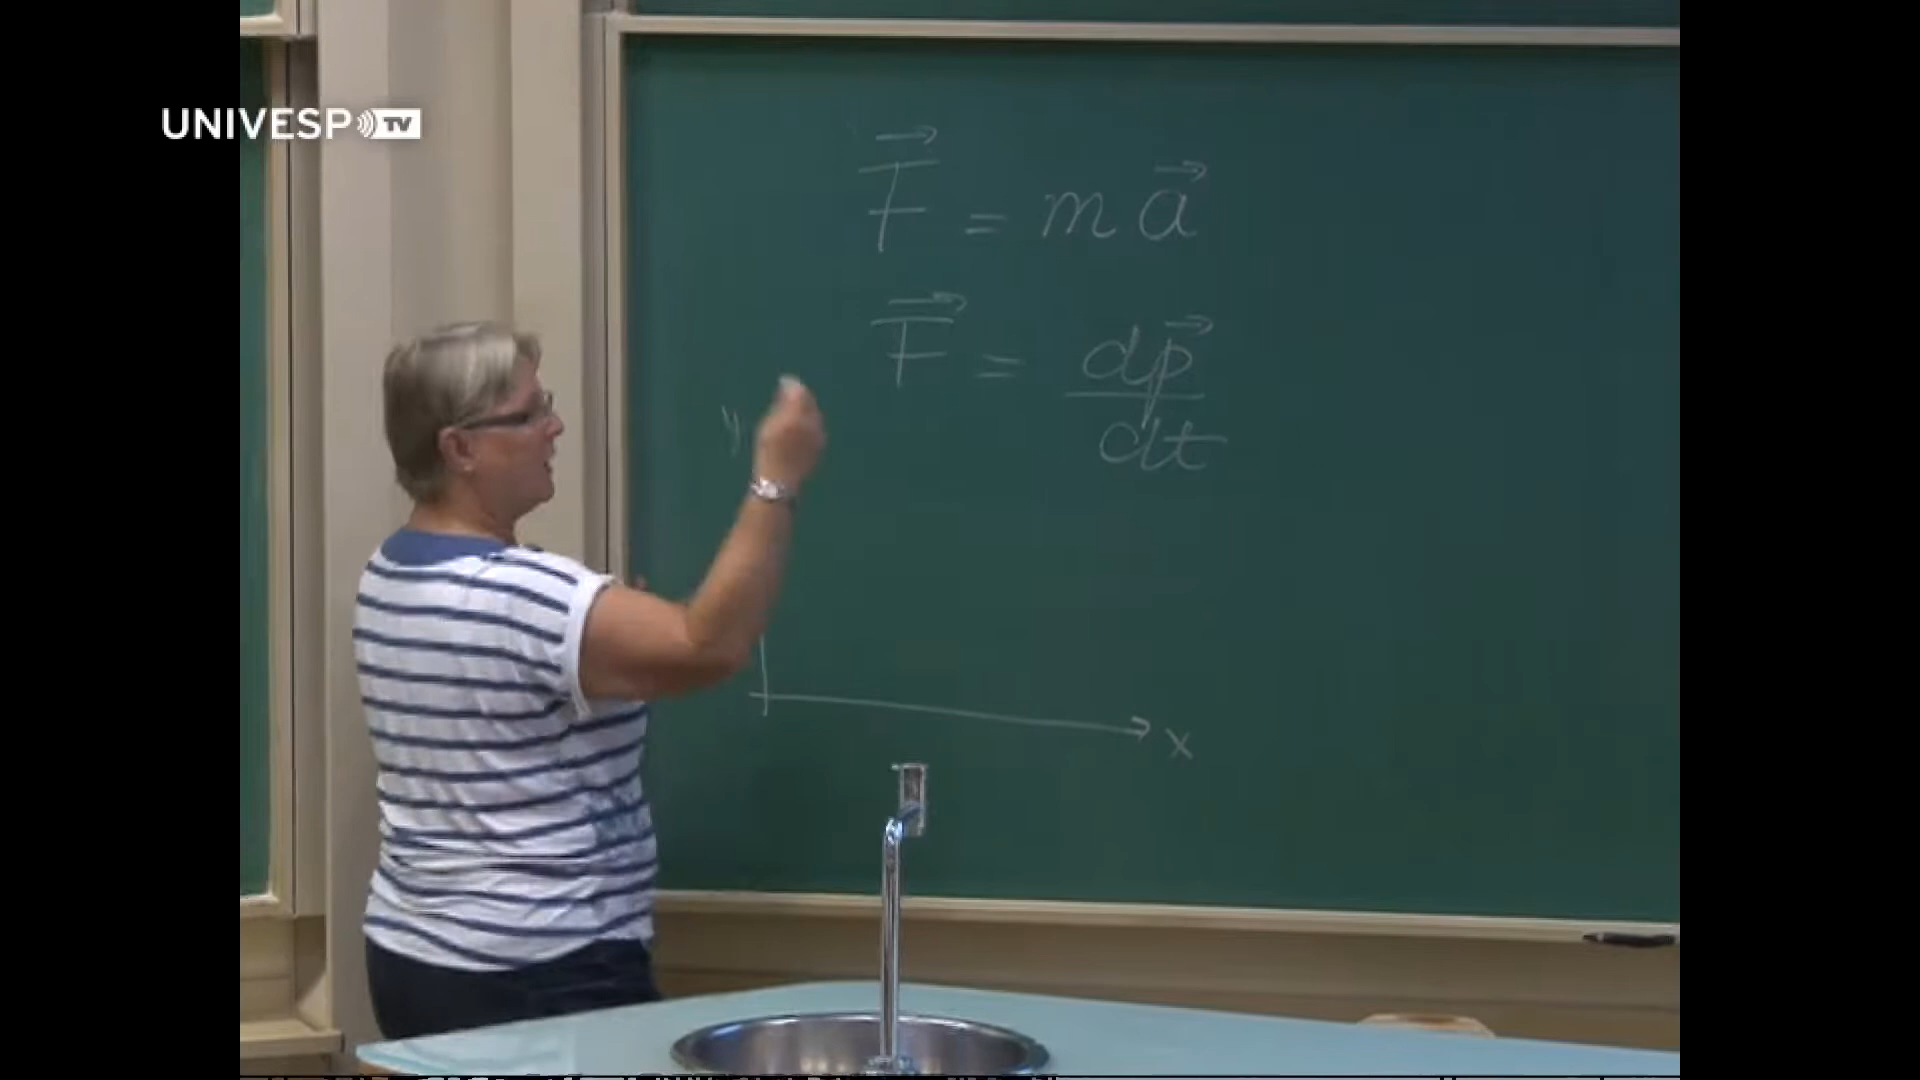 UNIVESP TV
F⃗ = m a⃗
F⃗ = dp⃗
dt
y
x